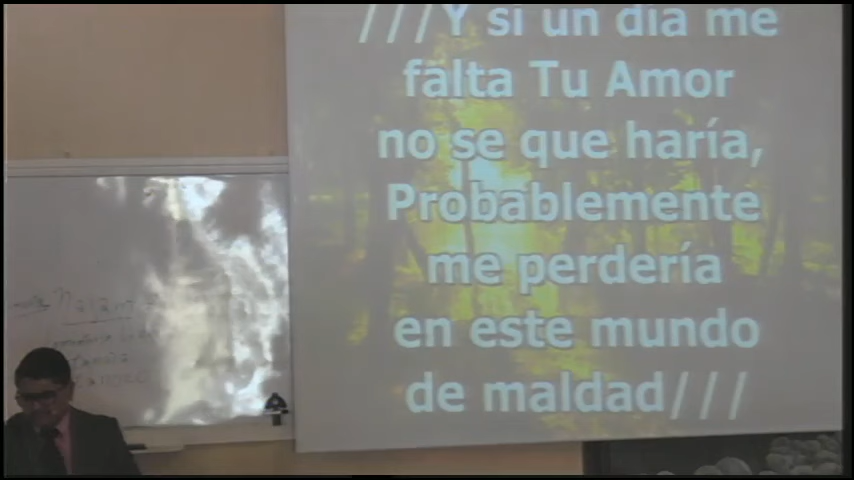 ///Y si un día me
falta Tu Amor
no se que haría,
Probablemente
me perdería
en este mundo
de maldad///